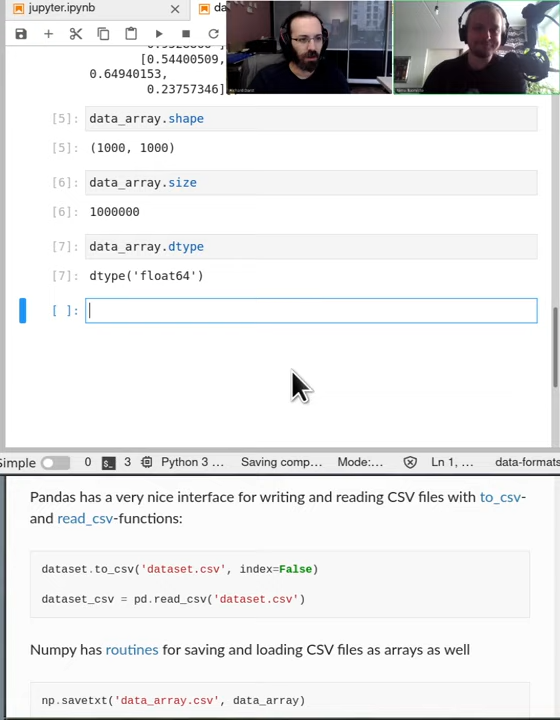 jupyter.ipynb
da
[0.54400509,
0.64940153,
0.23757346]
[5]: data_array.shape
[5]: (1000, 1000)
[6]: data_array.size
[6]: 1000000
[7]: data_array.dtype
[7]: dtype('float64')
[ ]:
Simple 0 3 Python 3 ... Saving comp... Mode:... Ln 1, ... data-formats
Pandas has a very nice interface for writing and reading CSV files with to_csv-
and read_csv-functions:
dataset.to_csv('dataset.csv', index=False)
dataset_csv = pd.read_csv('dataset.csv')
Numpy has routines for saving and loading CSV files as arrays as well
np.savetxt('data_array.csv', data_array)